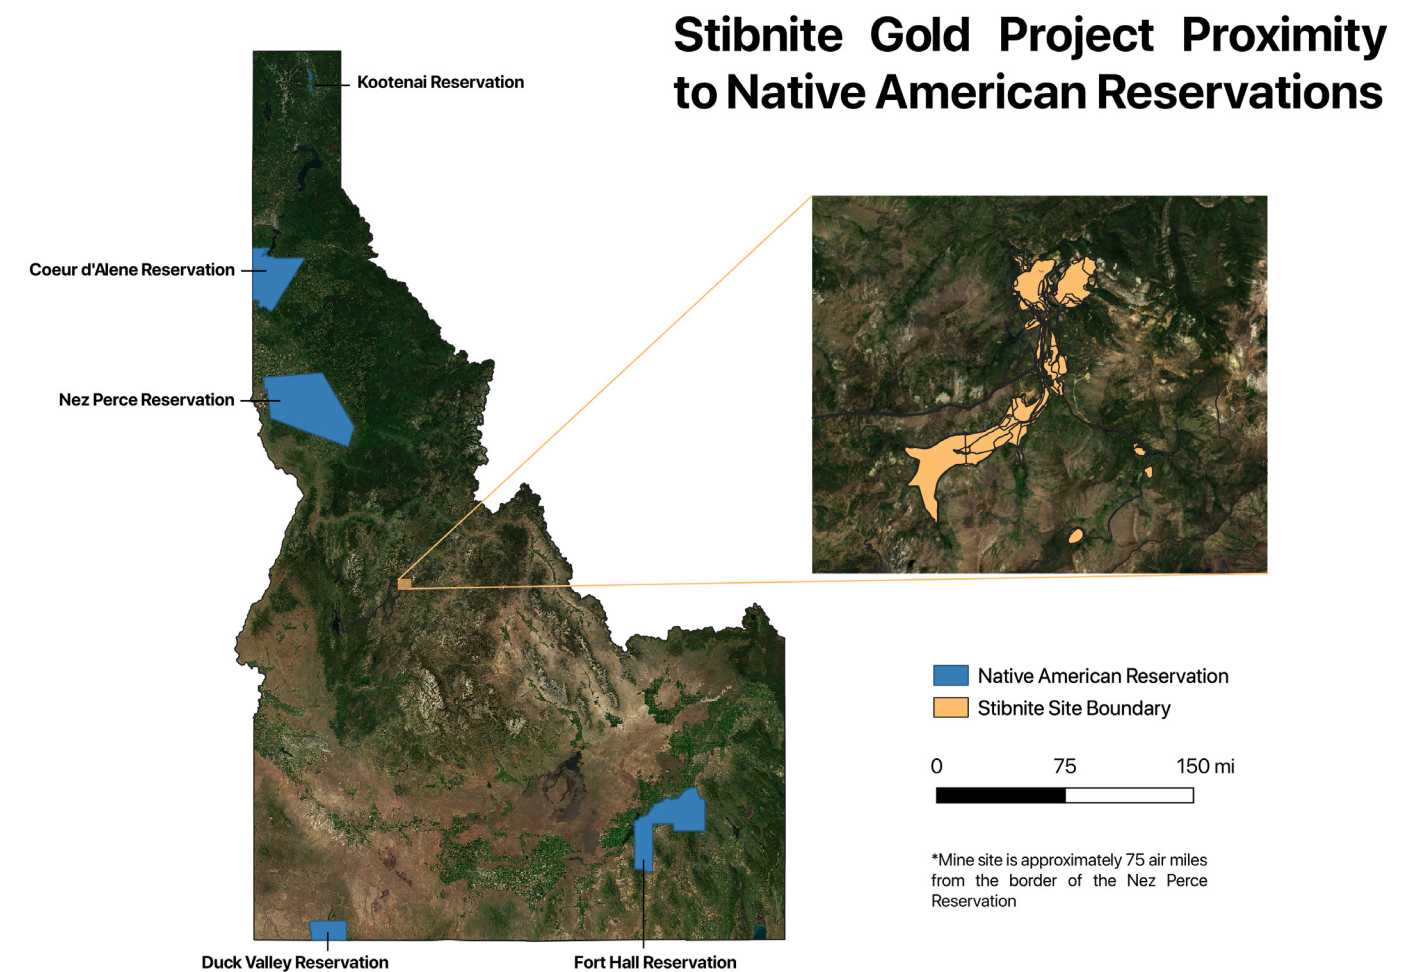 Stibnite Gold Project Proximity
to Native American Reservations
Kootenai Reservation
Coeur d'Alene Reservation
Nez Perce Reservation
Native American Reservation
Stibnite Site Boundary
0 75 150 mi
*Mine site is approximately 75 air miles
from the border of the Nez Perce
Reservation
Duck Valley Reservation
Fort Hall Reservation